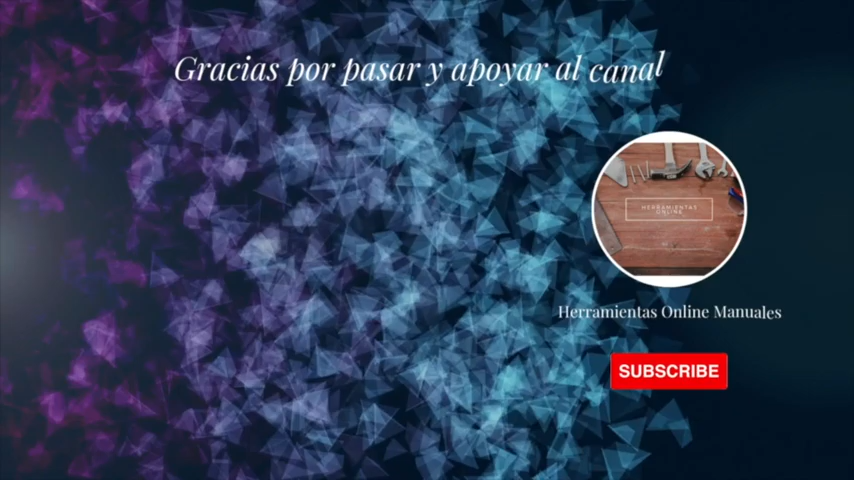 Gracias por pasar y apoyar al canal
HERRAMIENTAS
ONLINE
Herramientas Online Manuales
SUBSCRIBE